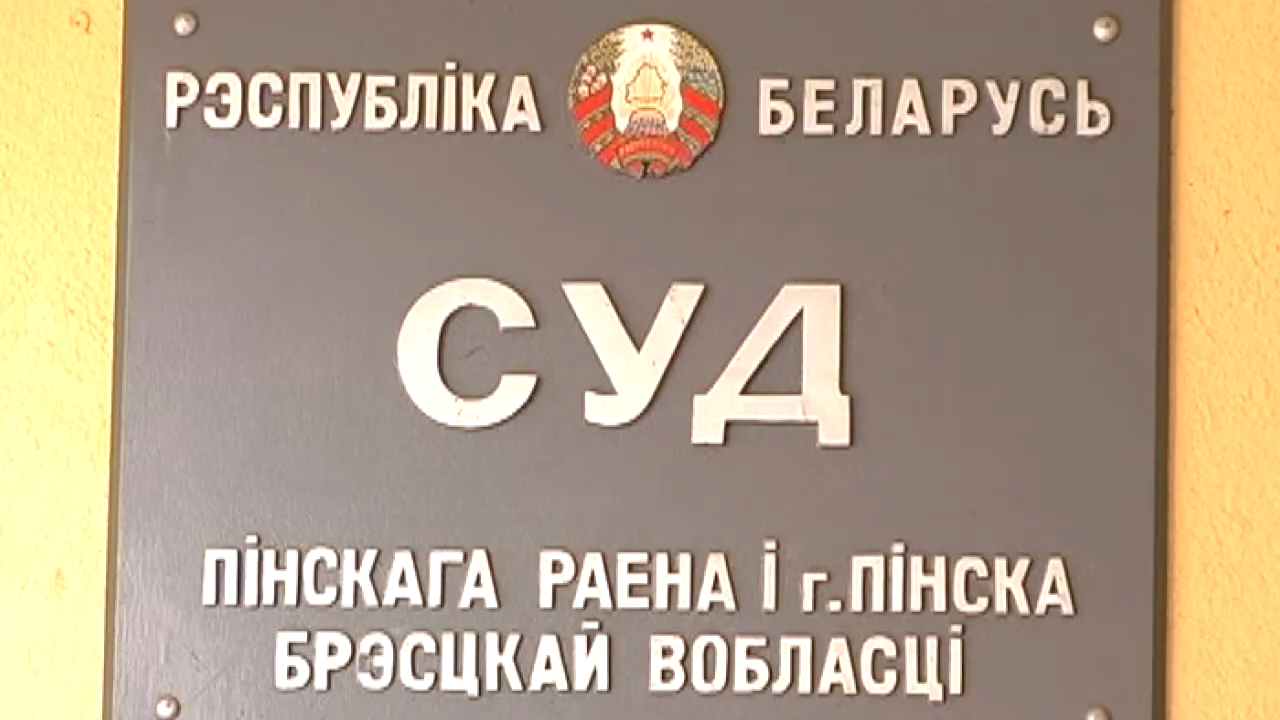 РЭСПУБЛІКА БЕЛАРУСЬ
СУД
ПІНСКАГА РАЕНА І г.ПІНСКА
БРЭСЦКАЙ ВОБЛАСЦІ